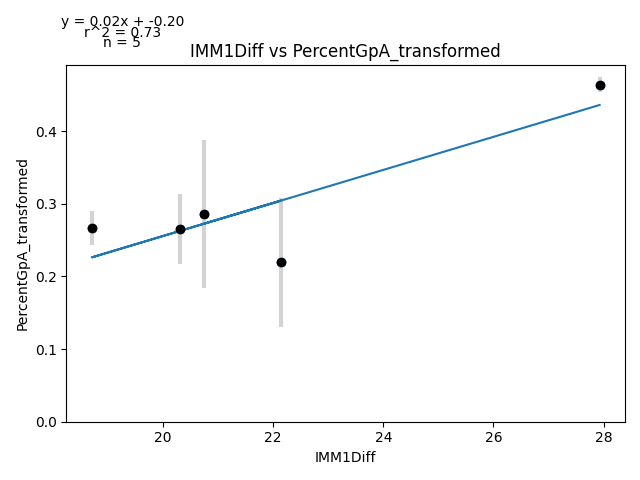 y = 0.02x + -0.20
r^2 = 0.73
n = 5
IMM1Diff vs PercentGpA_transformed
PercentGpA_transformed
0.4
0.3
0.2
0.1
0.0
20 22 24 26 28
IMM1Diff